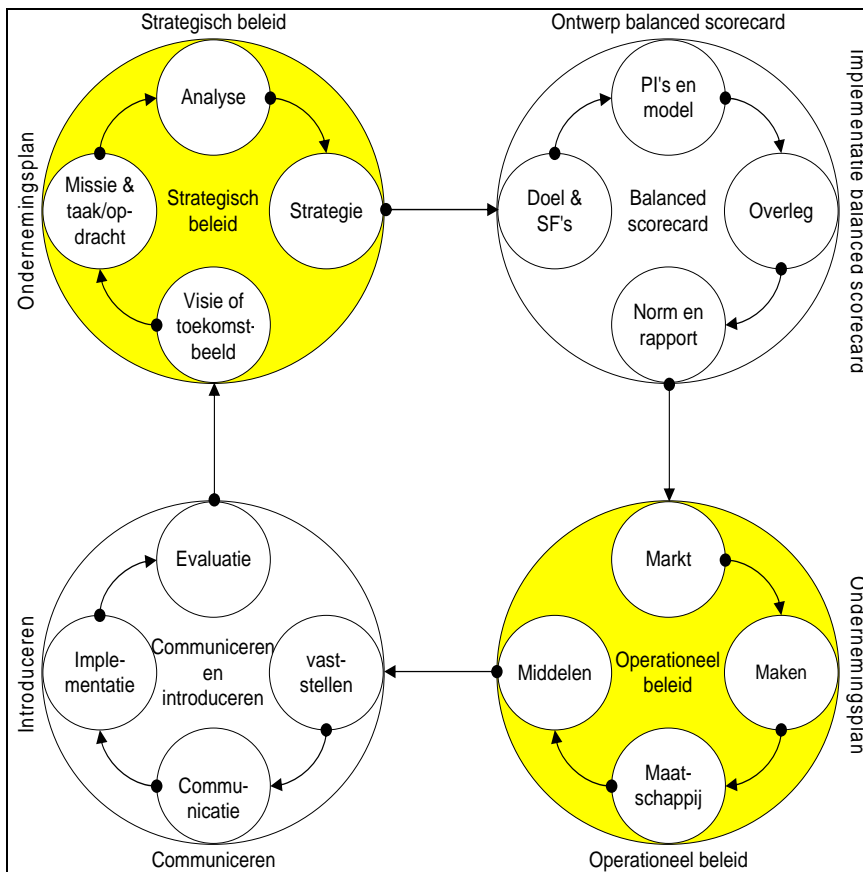 Strategisch beleid
Ontwerp balanced scorecard
Ondernemingsplan
Analyse
Missie &
taak/op-
dracht
Strategisch
beleid
Strategie
Visie of
toekomst-
beeld
PI's en
model
Doel &
SF's
Balanced
scorecard
Overleg
Norm en
rapport
Implementatie balanced scorecard
Introduceren
Evaluatie
Imple-
mentatie
Communiceren
en
introduceren
vast-
stellen
Commu-
nicatie
Markt
Middelen
Operationeel
beleid
Maken
Maat-
schappij
Ondernemingsplan
Communiceren
Operationeel beleid